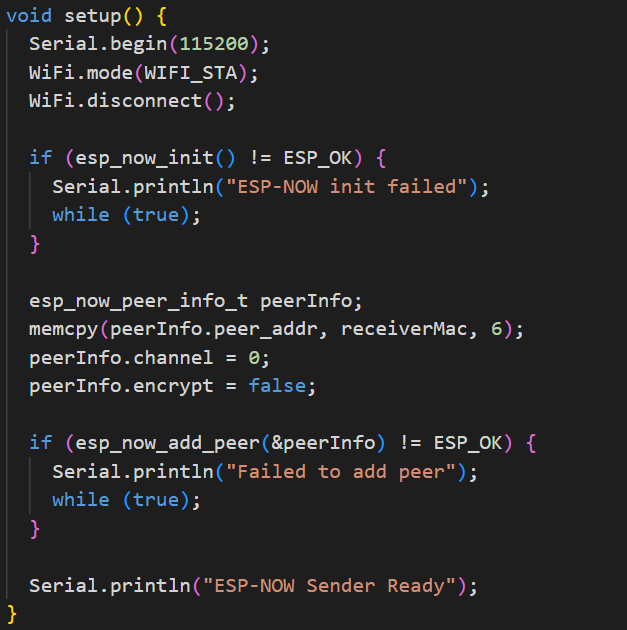 void setup() {
  Serial.begin(115200);
  WiFi.mode(WIFI_STA);
  WiFi.disconnect();

  if (esp_now_init() != ESP_OK) {
    Serial.println("ESP-NOW init failed");
    while (true);
  }

  esp_now_peer_info_t peerInfo;
  memcpy(peerInfo.peer_addr, receiverMac, 6);
  peerInfo.channel = 0;
  peerInfo.encrypt = false;

  if (esp_now_add_peer(&peerInfo) != ESP_OK) {
    Serial.println("Failed to add peer");
    while (true);
  }

  Serial.println("ESP-NOW Sender Ready");
}